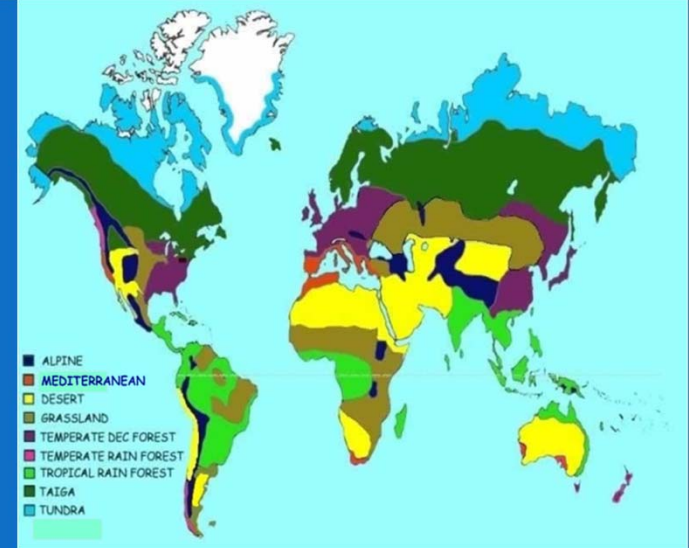 ALPINE
MEDITERRANEAN
DESERT
GRASSLAND
TEMPERATE DEC FOREST
TEMPERATE RAIN FOREST
TROPICAL RAIN FOREST
TAIGA
TUNDRA